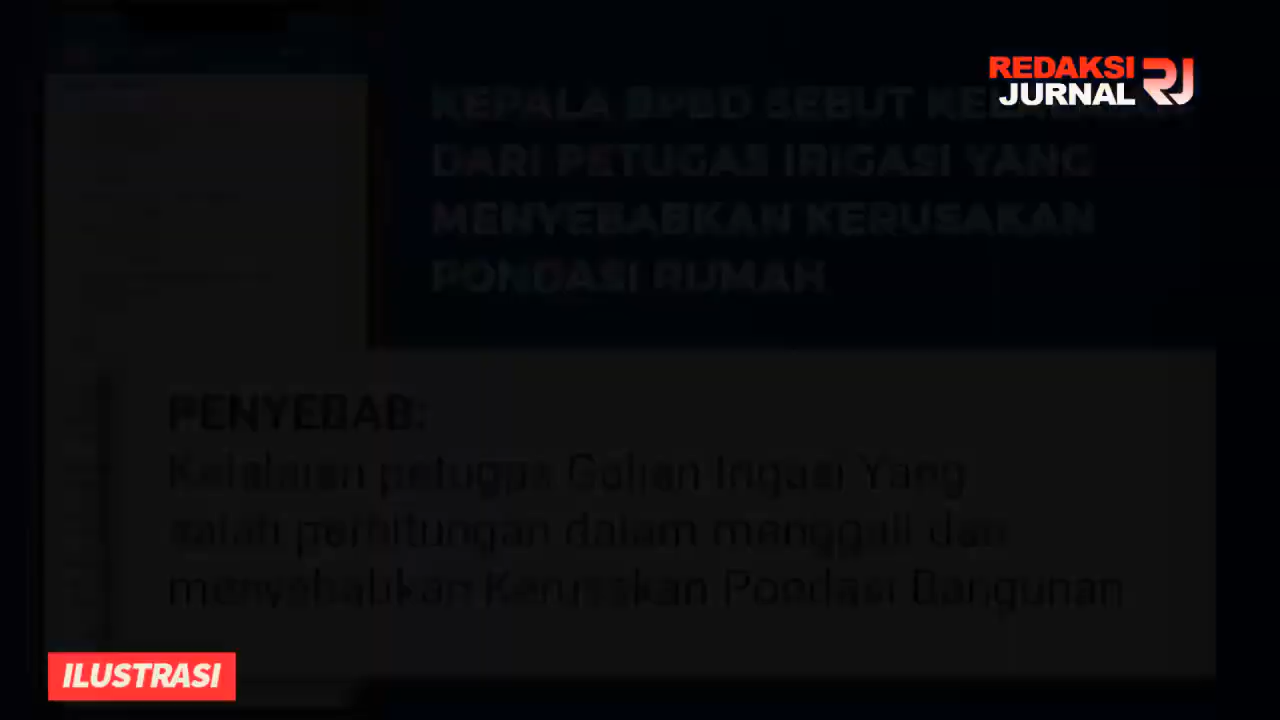 REDAKSI
JURNAL RJ
KEPALA BPBD SEBUT
DARI PETUGAS IRIGASI YANG
MENYEBABKAN KERUSAKAN
PONDASI RUMAH
PENYEBAB:
Kelalaian petugas Galian Irigasi Yang
salah perhitungan dalam menggali dan
menyebabkan Kerusakan Pondasi Bangunan
ILUSTRASI